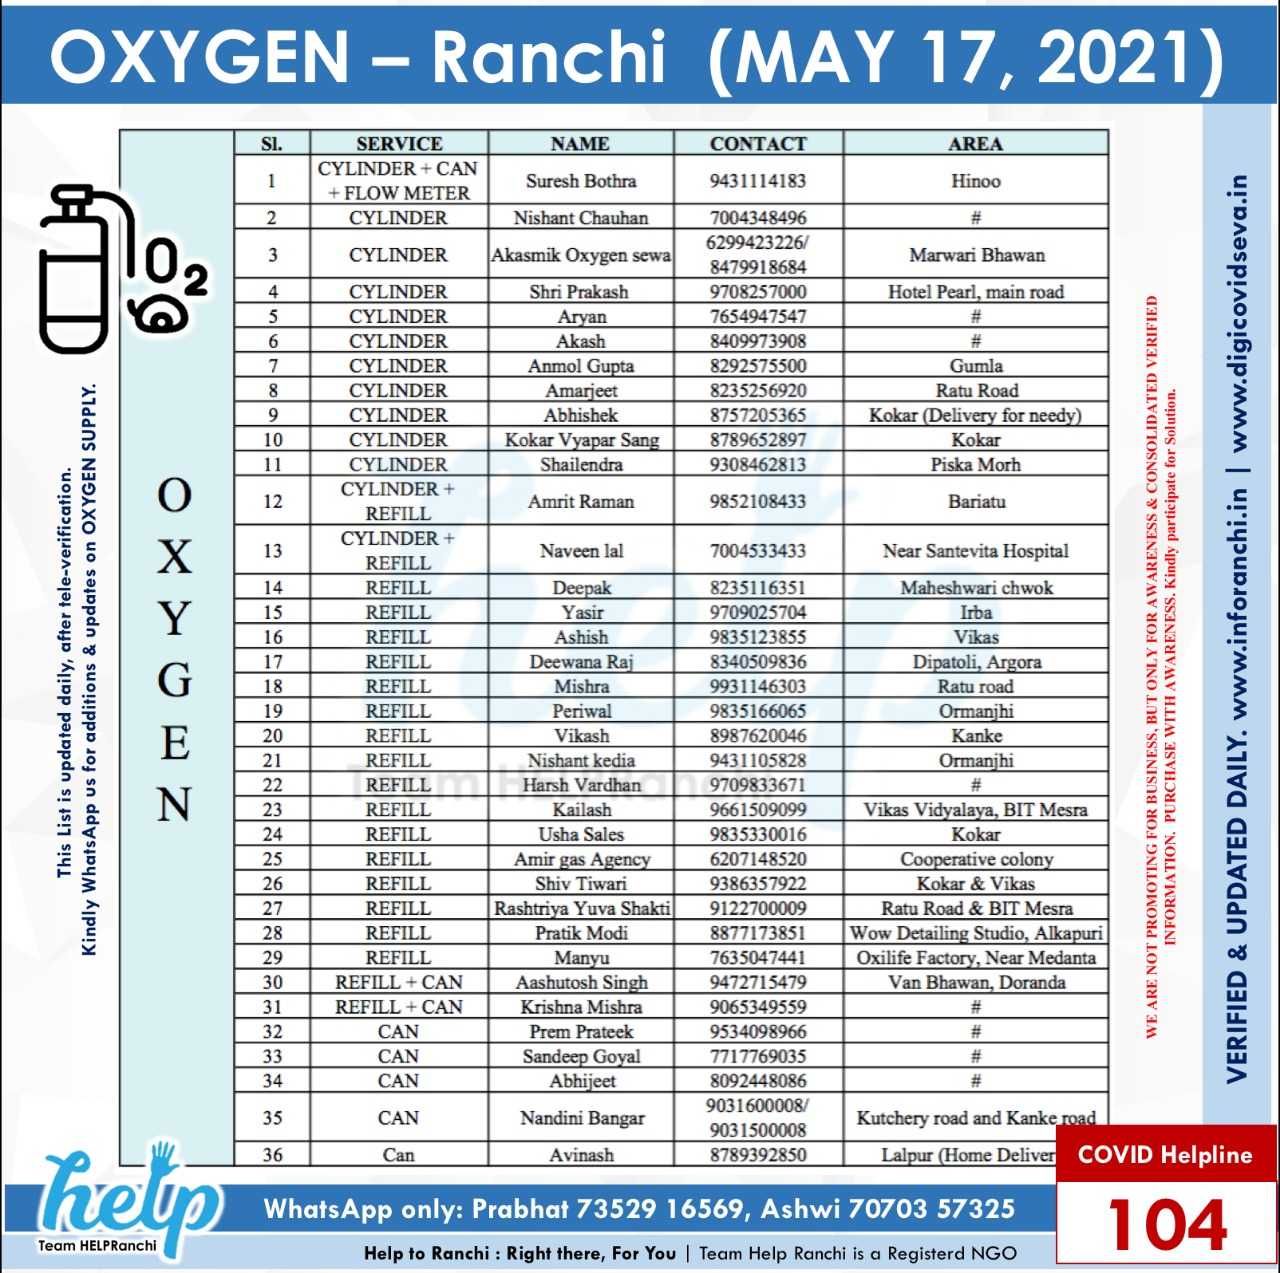 OXYGEN – Ranchi (MAY 17, 2021)
Sl. SERVICE NAME CONTACT AREA
1 CYLINDER + CAN + FLOW METER Suresh Bothra 9431114183 Hinoo
2 CYLINDER Nishant Chauhan 7004348496 #
3 CYLINDER Akasmik Oxygen sewa 6299423226/ 8479918684 Marwari Bhawan
4 CYLINDER Shri Prakash 9708257000 Hotel Pearl, main road
5 CYLINDER Aryan 7654947547 #
6 CYLINDER Akash 8409973908 #
7 CYLINDER Anmol Gupta 8292575500 Gumla
8 CYLINDER Amarjeet 8235256920 Ratu Road
9 CYLINDER Abhishek 8757205365 Kokar (Delivery for needy)
10 CYLINDER Kokar Vyapar Sang 8789652897 Kokar
11 CYLINDER Shailendra 9308462813 Piska Morh
12 CYLINDER + REFILL Amrit Raman 9852108433 Bariatu
13 CYLINDER + REFILL Naveen lal 7004533433 Near Santevita Hospital
14 REFILL Deepak 8235116351 Maheshwari chwok
15 REFILL Yasir 9709025704 Irba
16 REFILL Ashish 9835123855 Vikas
17 REFILL Deewana Raj 8340509836 Dipatoli, Argora
18 REFILL Mishra 9931146303 Ratu road
19 REFILL Periwal 9835166065 Ormanjhi
20 REFILL Vikash 8987620046 Kanke
21 REFILL Nishant kedia 9431105828 Ormanjhi
22 REFILL Harsh Vardhan 9709833671 #
23 REFILL Kailash 9661509099 Vikas Vidyalaya, BIT Mesra
24 REFILL Usha Sales 9835330016 Kokar
25 REFILL Amir gas Agency 6207148520 Cooperative colony
26 REFILL Shiv Tiwari 9386357922 Kokar & Vikas
27 REFILL Rashtriya Yuva Shakti 9122700009 Ratu Road & BIT Mesra
28 REFILL Pratik Modi 8877173851 Wow Detailing Studio, Alkapuri
29 REFILL Manyu 7635047441 Oxilife Factory, Near Medanta
30 REFILL + CAN Aashutosh Singh 9472715479 Van Bhawan, Doranda
31 REFILL + CAN Krishna Mishra 9065349559 #
32 CAN Prem Prateek 9534098966 #
33 CAN Sandeep Goyal 7717769035 #
34 CAN Abhijeet 8092448086 #
35 CAN Nandini Bangar 9031600008/ 9031500008 Kutchery road and Kanke road
36 Can Avinash 8789392850 Lalpur (Home Deliver
O2
OXYGEN
This List is updated daily, after tele-verification.
Kindly WhatsApp us for additions & updates on OXYGEN SUPPLY.
help
Team HELPRanchi
WE ARE NOT PROMOTING FOR BUSINESS, BUT ONLY FOR AWARENESS & CONSOLIDATED VERIFIED
INFORMATION. PURCHASE WITH AWARENESS. Kindly participate for Solution.
VERIFIED & UPDATED DAILY. www.inforanchi.in | www.digicovidseva.in
help
Team HELPRanchi
WhatsApp only: Prabhat 73529 16569, Ashwi 70703 57325
Help to Ranchi : Right there, For You | Team Help Ranchi is a Registerd NGO
COVID Helpline
104